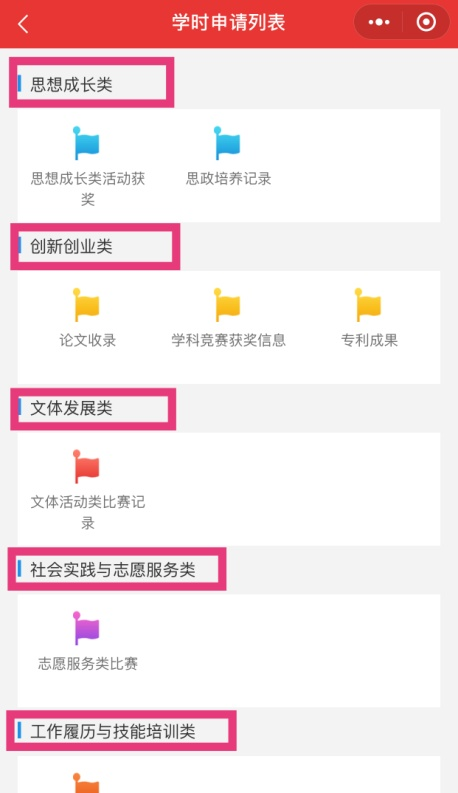 学时申请列表
思想成长类
思想成长类活动获
奖
思政培养记录
创新创业类
论文收录
学科竞赛获奖信息
专利成果
文体发展类
文体活动类比赛记
录
社会实践与志愿服务类
志愿服务类比赛
工作履历与技能培训类